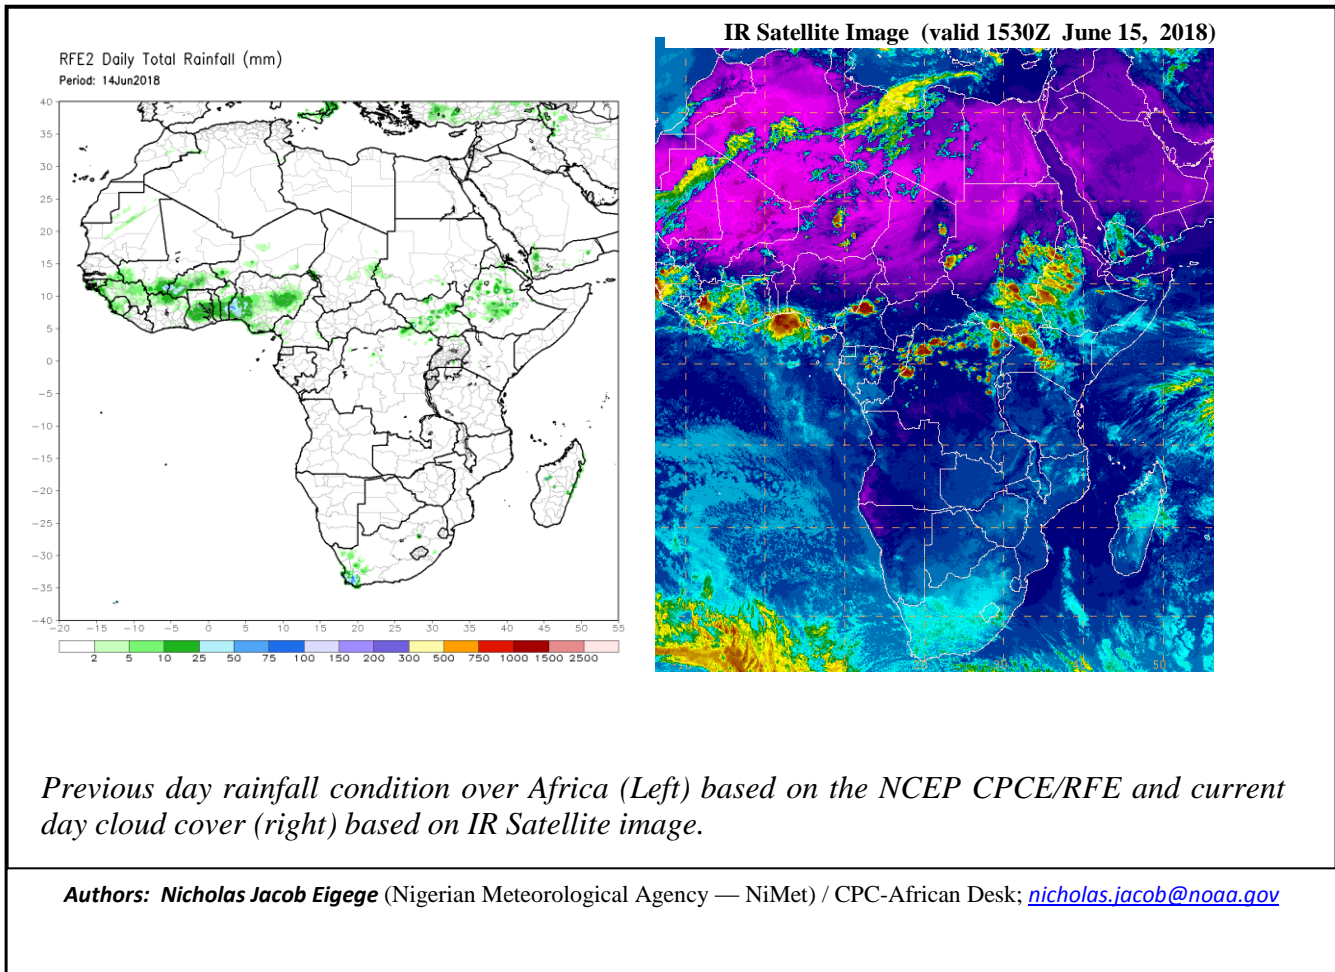 IR Satellite Image (valid 1530Z June 15, 2018)
RFE2 Daily Total Rainfall (mm)
Period: 14Jun2018
40
35
30
25
20
15
10
5
0
−5
−10
−15
−20
−25
−30
−35
−40
−20 −15 −10 −5 0 5 10 15 20 25 30 35 40 45 50 55
2 5 10 25 50 75 100 150 200 300 500 750 1000 1500 2500
Previous day rainfall condition over Africa (Left) based on the NCEP CPCE/RFE and current
day cloud cover (right) based on IR Satellite image.
Authors: Nicholas Jacob Eigege (Nigerian Meteorological Agency — NiMet) / CPC-African Desk; nicholas.jacob@noaa.gov